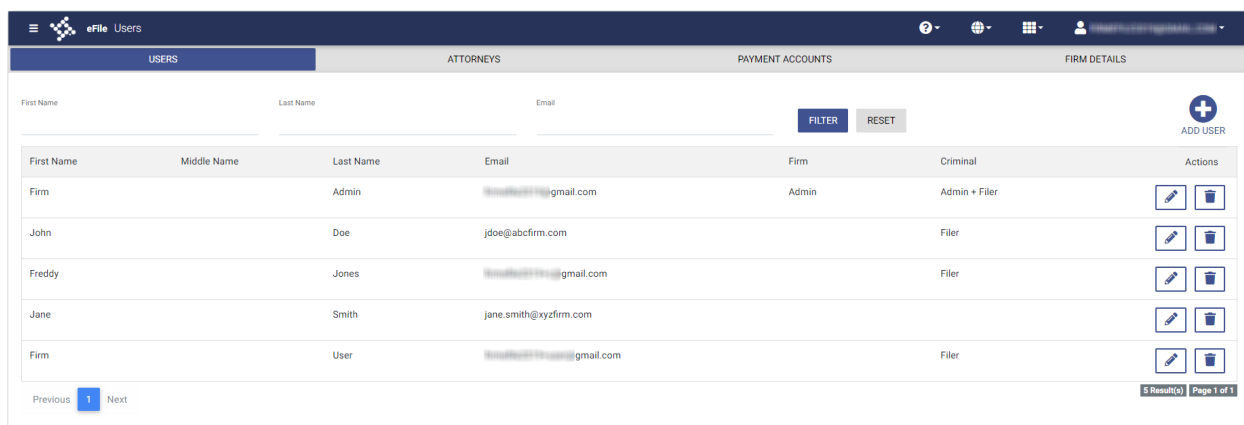 eFile Users
USERS ATTORNEYS PAYMENT ACCOUNTS FIRM DETAILS
First Name Last Name Email
FILTER RESET
ADD USER
First Name Middle Name Last Name Email Firm Criminal Actions
Firm Admin gmail.com Admin Admin + Filer
John Doe jdoe@abcfirm.com Filer
Freddy Jones gmail.com Filer
Jane Smith jane.smith@xyzfirm.com
Firm User gmail.com Filer
Previous 1 Next
5 Result(s) Page 1 of 1